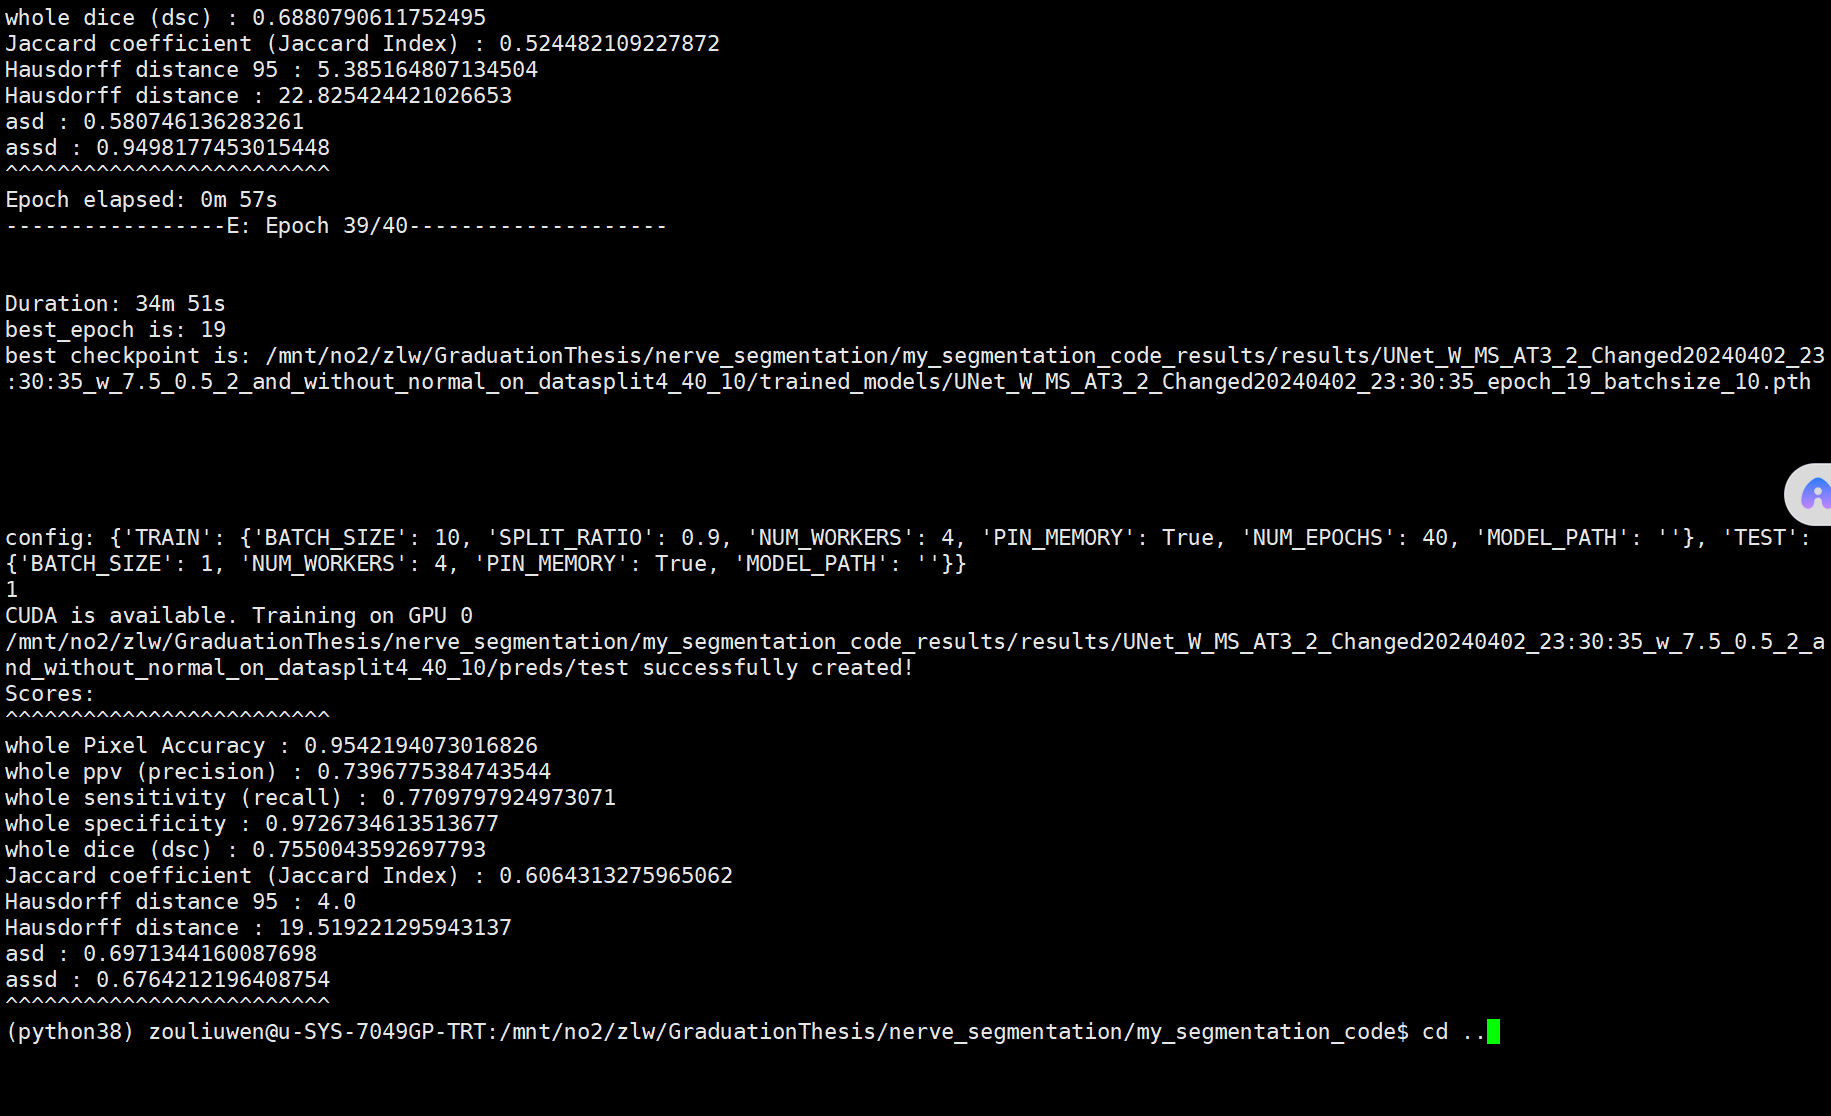 whole dice (dsc) : 0.6880790611752495
Jaccard coefficient (Jaccard Index) : 0.524482109227872
Hausdorff distance 95 : 5.385164807134504
Hausdorff distance : 22.825424421026653
asd : 0.580746136283261
assd : 0.9498177453015448
^^^^^^^^^^^^^^^^^^^^^^^^^
Epoch elapsed: 0m 57s
-----------------E: Epoch 39/40--------------------
Duration: 34m 51s
best_epoch is: 19
best checkpoint is: /mnt/no2/zlw/GraduationThesis/nerve_segmentation/my_segmentation_code_results/results/UNet_W_MS_AT3_2_Changed20240402_23
:30:35_w_7.5_0.5_2_and_without_normal_on_datasplit4_40_10/trained_models/UNet_W_MS_AT3_2_Changed20240402_23:30:35_epoch_19_batchsize_10.pth
config: {'TRAIN': {'BATCH_SIZE': 10, 'SPLIT_RATIO': 0.9, 'NUM_WORKERS': 4, 'PIN_MEMORY': True, 'NUM_EPOCHS': 40, 'MODEL_PATH': ''}, 'TEST':
{'BATCH_SIZE': 1, 'NUM_WORKERS': 4, 'PIN_MEMORY': True, 'MODEL_PATH': ''}}
1
CUDA is available. Training on GPU 0
/mnt/no2/zlw/GraduationThesis/nerve_segmentation/my_segmentation_code_results/results/UNet_W_MS_AT3_2_Changed20240402_23:30:35_w_7.5_0.5_2_a
nd_without_normal_on_datasplit4_40_10/preds/test successfully created!
Scores:
^^^^^^^^^^^^^^^^^^^^^^^^^
whole Pixel Accuracy : 0.9542194073016826
whole ppv (precision) : 0.7396775384743544
whole sensitivity (recall) : 0.7709797924973071
whole specificity : 0.9726734613513677
whole dice (dsc) : 0.7550043592697793
Jaccard coefficient (Jaccard Index) : 0.6064313275965062
Hausdorff distance 95 : 4.0
Hausdorff distance : 19.519221295943137
asd : 0.6971344160087698
assd : 0.6764212196408754
^^^^^^^^^^^^^^^^^^^^^^^^^
(python38) zouliuwen@u-SYS-7049GP-TRT:/mnt/no2/zlw/GraduationThesis/nerve_segmentation/my_segmentation_code$ cd ..